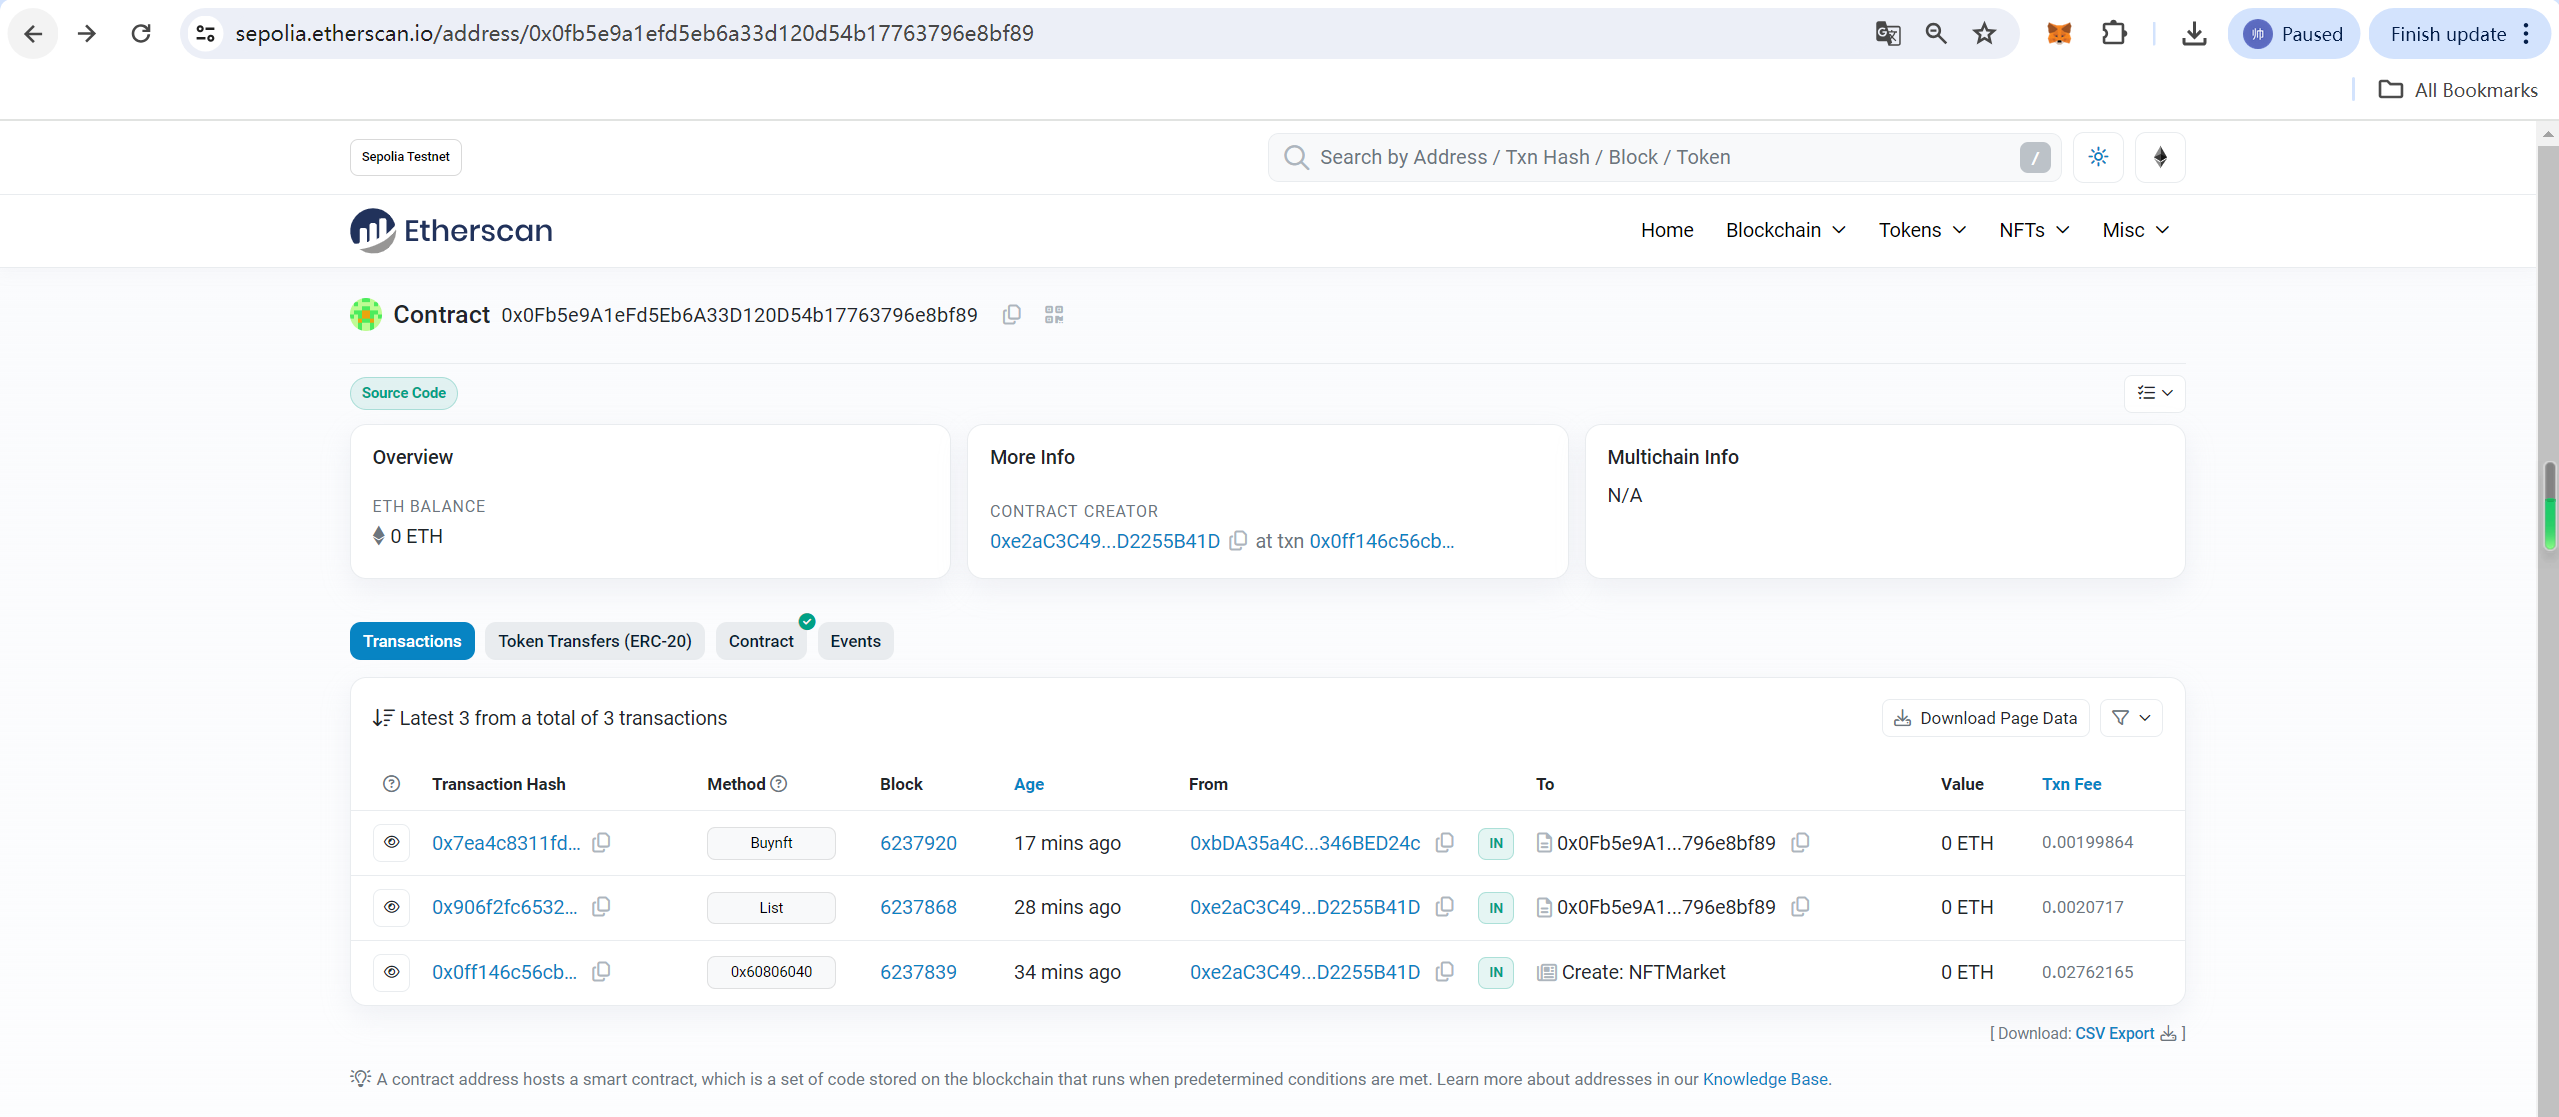 sepolia.etherscan.io/address/0x0fb5e9a1efd5eb6a33d120d54b17763796e8bf89
帅 Paused
Finish update
All Bookmarks
Sepolia Testnet
Search by Address / Txn Hash / Block / Token
/
Etherscan
Home Blockchain Tokens NFTs Misc
Contract 0x0Fb5e9A1eFd5Eb6A33D120D54b17763796e8bf89
Source Code
Overview
ETH BALANCE
0 ETH
More Info
CONTRACT CREATOR
0xe2aC3C49...D2255B41D at txn 0x0ff146c56cb...
Multichain Info
N/A
Transactions Token Transfers (ERC-20) Contract Events
Latest 3 from a total of 3 transactions
Download Page Data
Transaction Hash Method Block Age From To Value Txn Fee
0x7ea4c8311fd... Buynft 6237920 17 mins ago 0xbDA35a4C...346BED24c IN 0x0Fb5e9A1...796e8bf89 0 ETH 0.00199864
0x906f2fc6532... List 6237868 28 mins ago 0xe2aC3C49...D2255B41D IN 0x0Fb5e9A1...796e8bf89 0 ETH 0.0020717
0x0ff146c56cb... 0x60806040 6237839 34 mins ago 0xe2aC3C49...D2255B41D IN Create: NFTMarket 0 ETH 0.02762165
[ Download: CSV Export ]
A contract address hosts a smart contract, which is a set of code stored on the blockchain that runs when predetermined conditions are met. Learn more about addresses in our Knowledge Base.